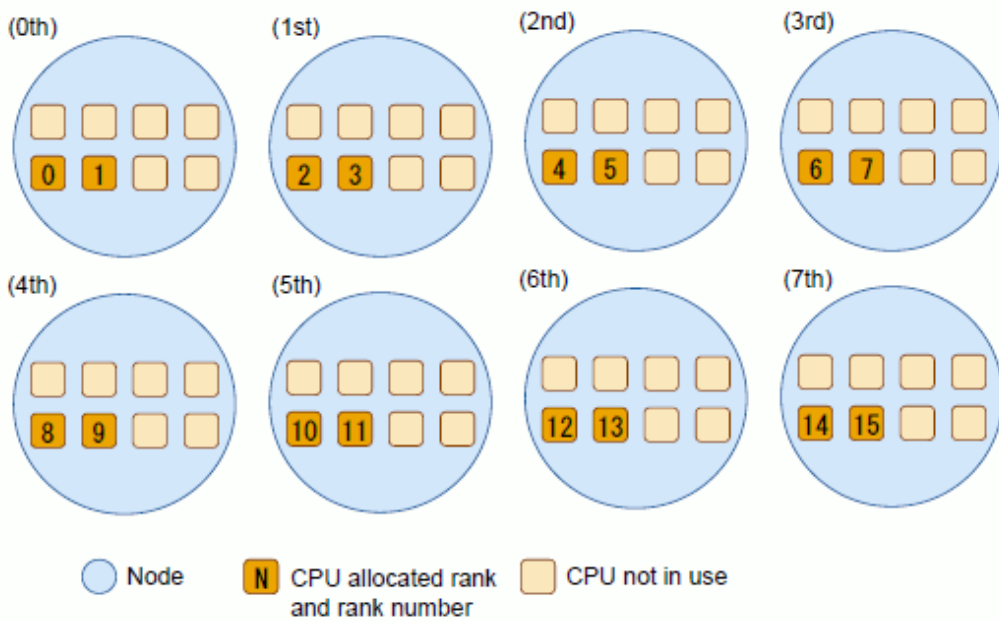 (0th) (1st) (2nd) (3rd)
0 1 2 3 4 5 6 7
(4th) (5th) (6th) (7th)
8 9 10 11 12 13 14 15
Node N CPU allocated rank CPU not in use
and rank number